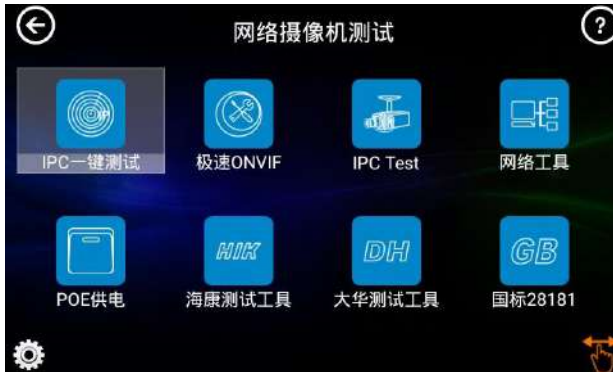 网络摄像机测试
?
IP
IPC一键测试
极速ONVIF
IPC Test
网络工具
HIK
DH
GB
POE供电
海康测试工具
大华测试工具
国标28181